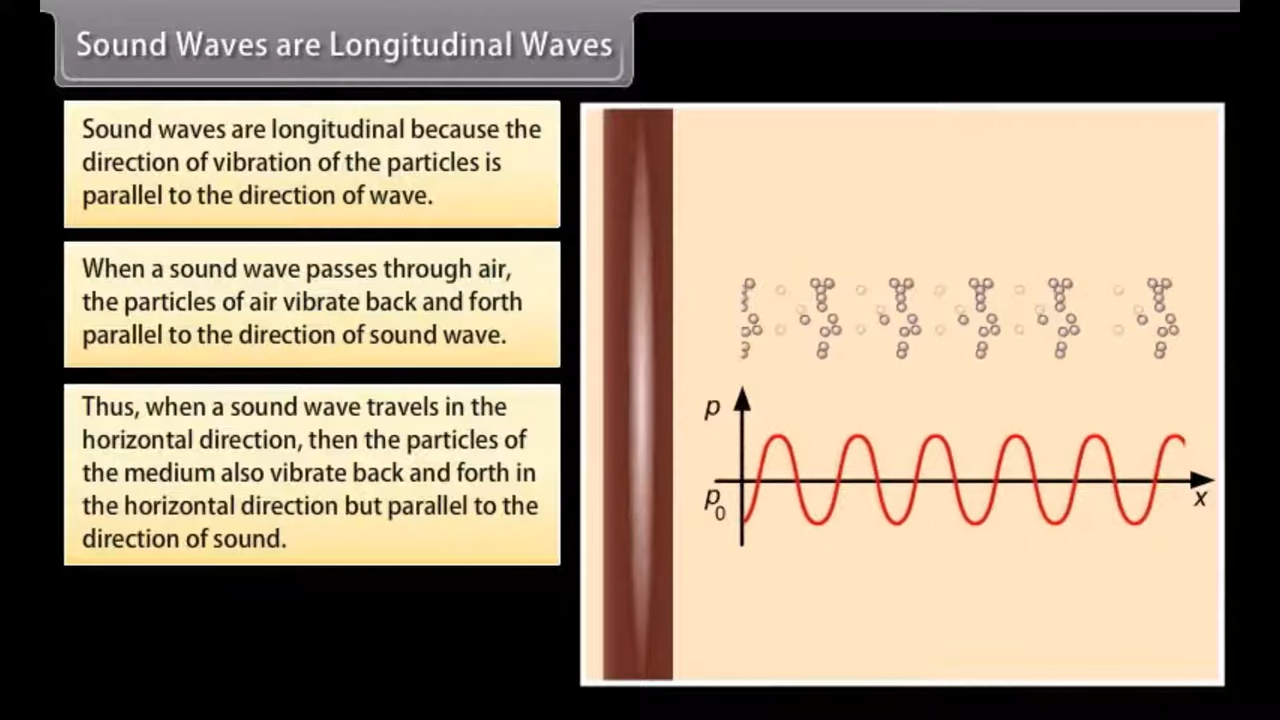 Sound Waves are Longitudinal Waves
Sound waves are longitudinal because the
direction of vibration of the particles is
parallel to the direction of wave.
When a sound wave passes through air,
the particles of air vibrate back and forth
parallel to the direction of sound wave.
Thus, when a sound wave travels in the
horizontal direction, then the particles of
the medium also vibrate back and forth in
the horizontal direction but parallel to the
direction of sound.
p
p0
x